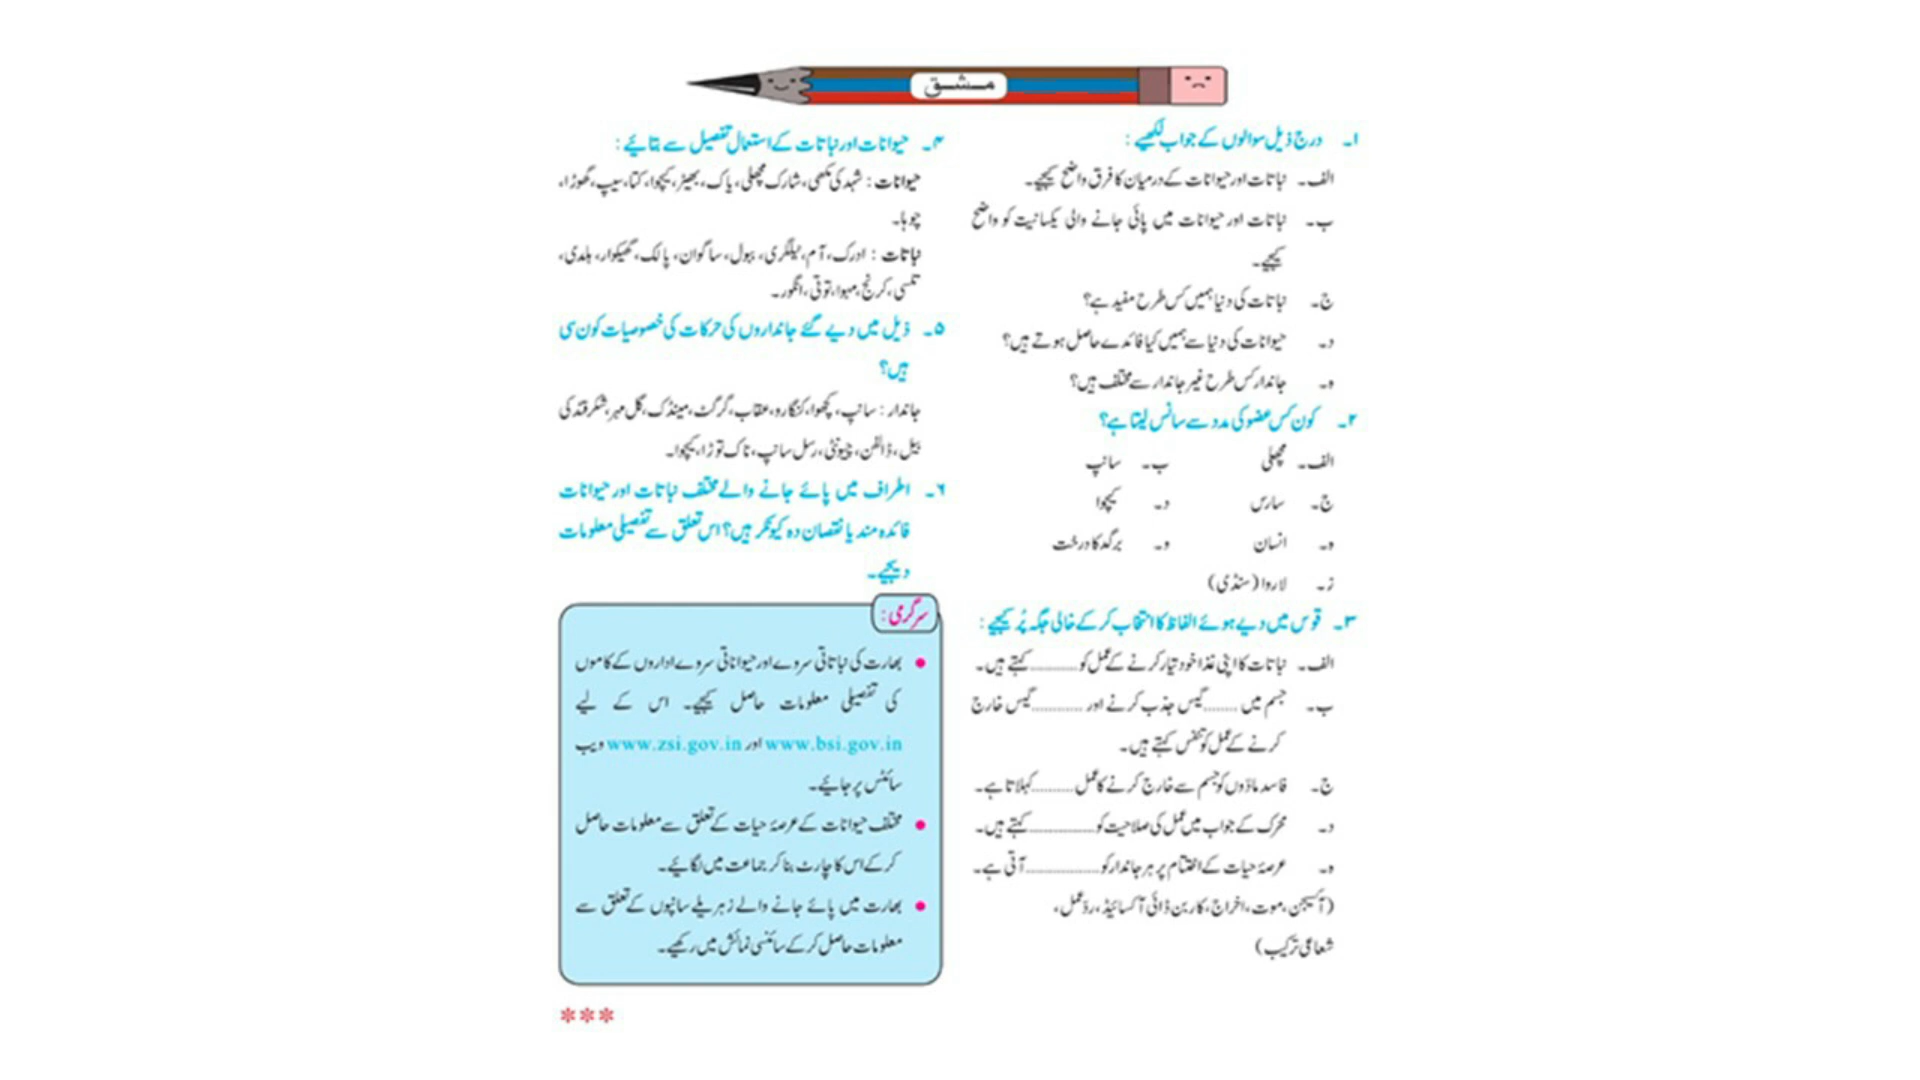 مشق
۱۔ درج ذیل سوالوں کے جواب لکھیے :
الف۔ نباتات اور حیوانات کے درمیان کا فرق واضح کیجیے۔
ب۔ نباتات اور حیوانات میں پائی جانے والی یکسانیت کو واضح
کیجیے۔
ج۔ نباتات کی دنیا ہمیں کس طرح مفید ہے؟
د۔ حیوانات کی دنیا سے ہمیں کیا فائدے حاصل ہوتے ہیں؟
ہ۔ جاندار کس طرح غیر جاندار سے مختلف ہیں؟
۲۔ کون کس عضو کی مدد سے سانس لیتا ہے؟
الف۔ مچھلی ب۔ سانپ
ج۔ سارس د۔ کیچوا
ہ۔ انسان و۔ برگد کا درخت
ز۔ لاروا (سنڈی)
۳۔ قوس میں دیے ہوئے الفاظ کا انتخاب کر کے خالی جگہ پُر کیجیے :
الف۔ نباتات کا اپنی غذا خود تیار کرنے کے عمل کو ............ کہتے ہیں۔
ب۔ جسم میں ........ گیس جذب کرنے اور ............ گیس خارج
کرنے کے عمل کو تنفس کہتے ہیں۔
ج۔ فاسد مادّوں کو جسم سے خارج کرنے کا عمل .......... کہلاتا ہے۔
د۔ محرک کے جواب میں عمل کی صلاحیت کو ................ کہتے ہیں۔
ہ۔ عرصۂ حیات کے اختتام پر ہر جاندار کو .................. آتی ہے۔
(آکسیجن، موت، اخراج، کاربن ڈائی آکسائیڈ، ردّعمل،
شعاعی ترکیب)
۴۔ حیوانات اور نباتات کے استعمال تفصیل سے بتائیے :
حیوانات : شہد کی مکھی، شارک مچھلی، یاک، بھیڑ، کیچوا، کتا، سیپ، گھوڑا،
چوہا۔
نباتات : ادرک، آم، نیلگری، ببول، ساگوان، پالک، گھیکوار، ہلدی،
تلسی، کرنج، مہوا، توتی، انگور۔
۵۔ ذیل میں دیے گئے جانداروں کی حرکات کی خصوصیات کون سی
ہیں؟
جاندار : سانپ، کچھوا، کنگارو، عقاب، گرگٹ، مینڈک، گل مہر، شکرقند کی
بیل، ڈالفن، چیونٹی، رسل سانپ، ناک توڑا، کیچوا۔
۶۔ اطراف میں پائے جانے والے مختلف نباتات اور حیوانات
فائدہ مند یا نقصان دہ کیونکر ہیں؟ اس تعلق سے تفصیلی معلومات
دیجیے۔
سرگرمی :
• بھارت کی نباتاتی سروے اور حیواناتی سروے اداروں کے کاموں
کی تفصیلی معلومات حاصل کیجیے۔ اس کے لیے
www.bsi.gov.in اور www.zsi.gov.in ویب
سائٹس پر جائیے۔
• مختلف حیوانات کے عرصۂ حیات کے تعلق سے معلومات حاصل
کر کے اس کا چارٹ بنا کر جماعت میں لگائیے۔
• بھارت میں پائے جانے والے زہریلے سانپوں کے تعلق سے
معلومات حاصل کر کے سائنسی نمائش میں رکھیے۔
***